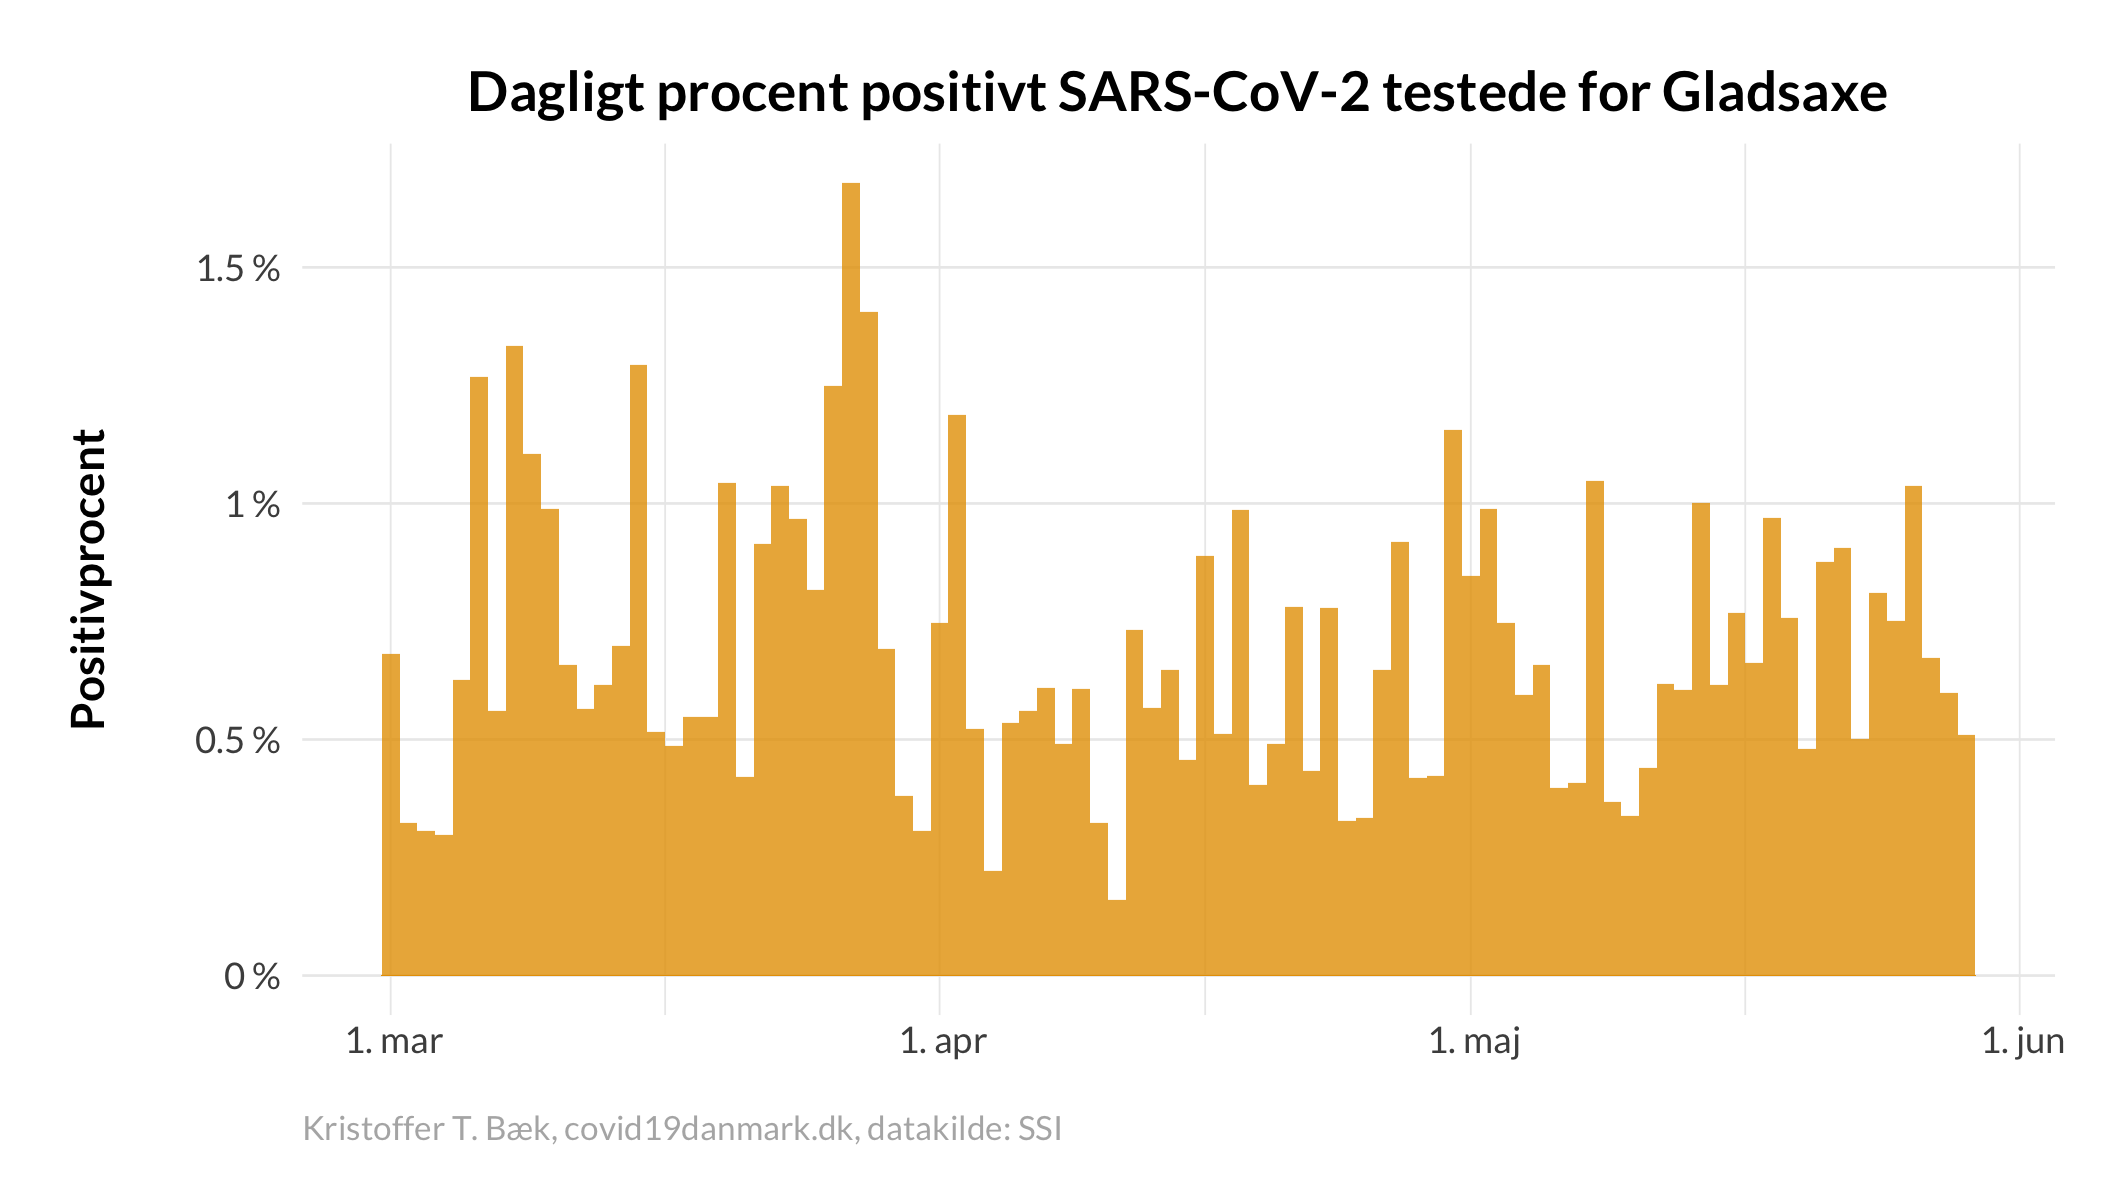 Dagligt procent positivt SARS-CoV-2 testede for Gladsaxe
Positivprocent
1.5 %
1 %
0.5 %
0 %
1. mar 1. apr 1. maj 1. jun
Kristoffer T. Bæk, covid19danmark.dk, datakilde: SSI